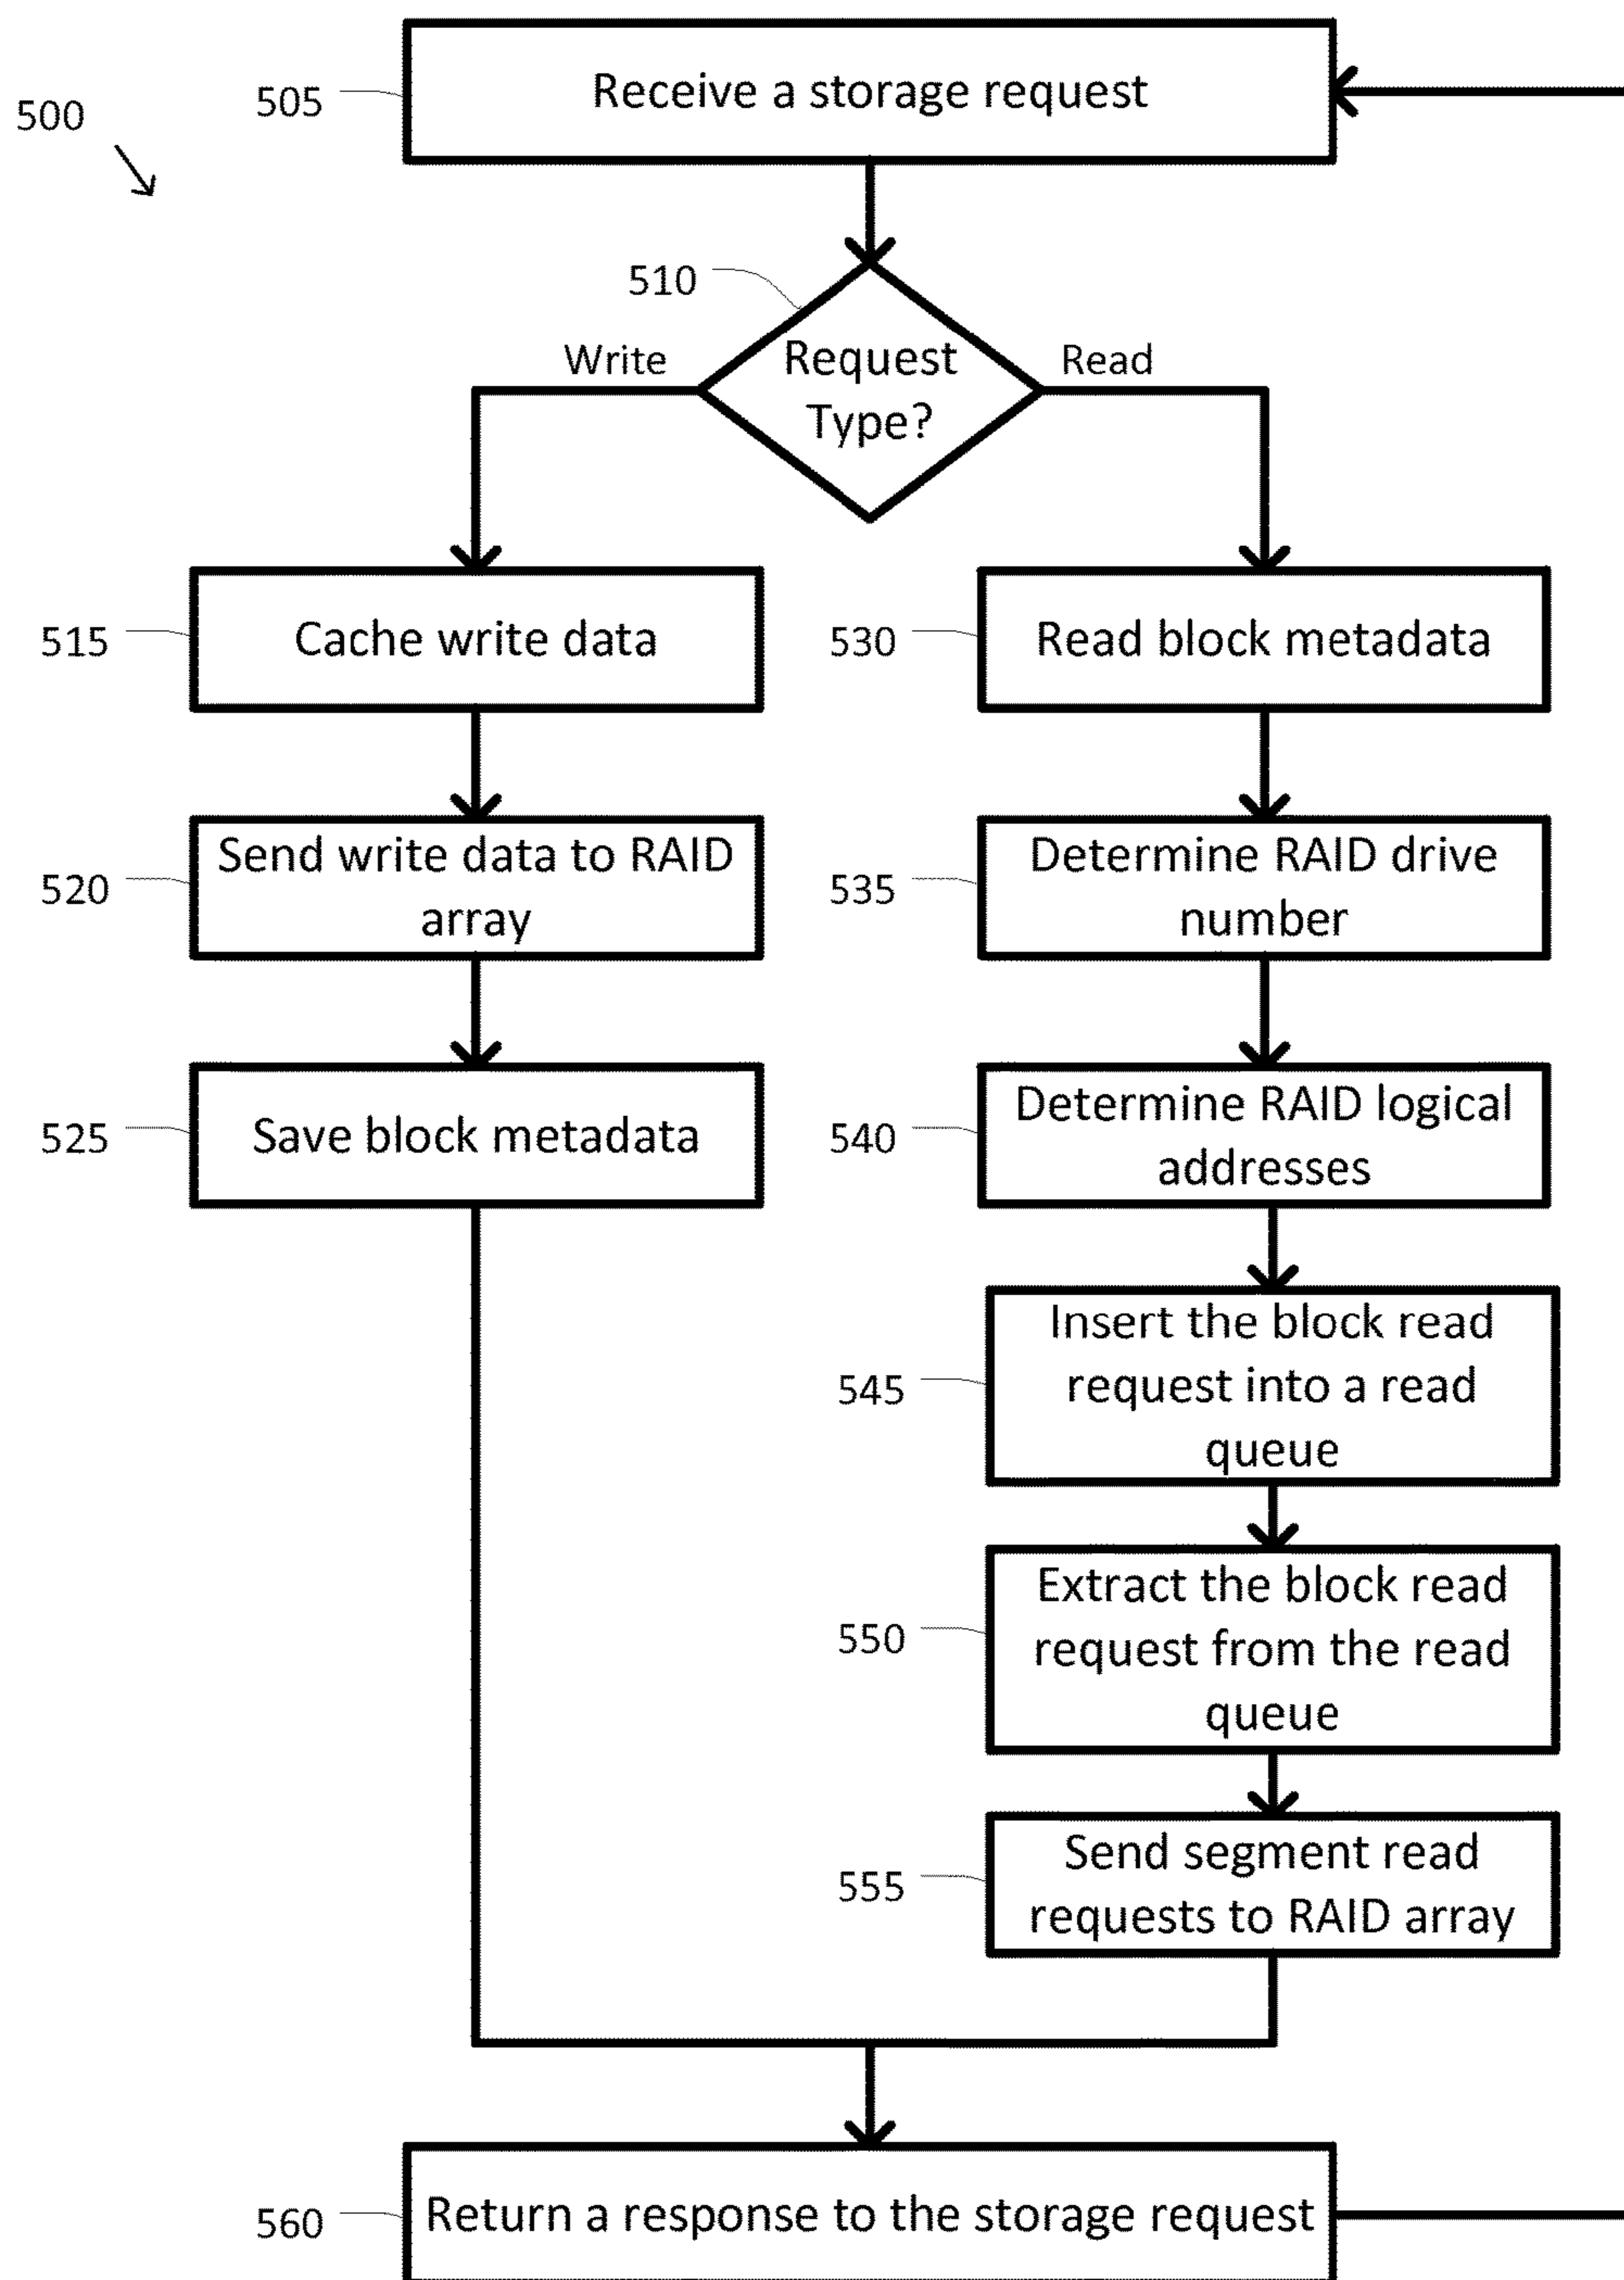 500
505
Receive a storage request
510
Write
Request
Type?
Read
515
Cache write data
530
Read block metadata
520
Send write data to RAID
array
535
Determine RAID drive
number
525
Save block metadata
540
Determine RAID logical
addresses
545
Insert the block read
request into a read
queue
550
Extract the block read
request from the read
queue
555
Send segment read
requests to RAID array
560
Return a response to the storage request